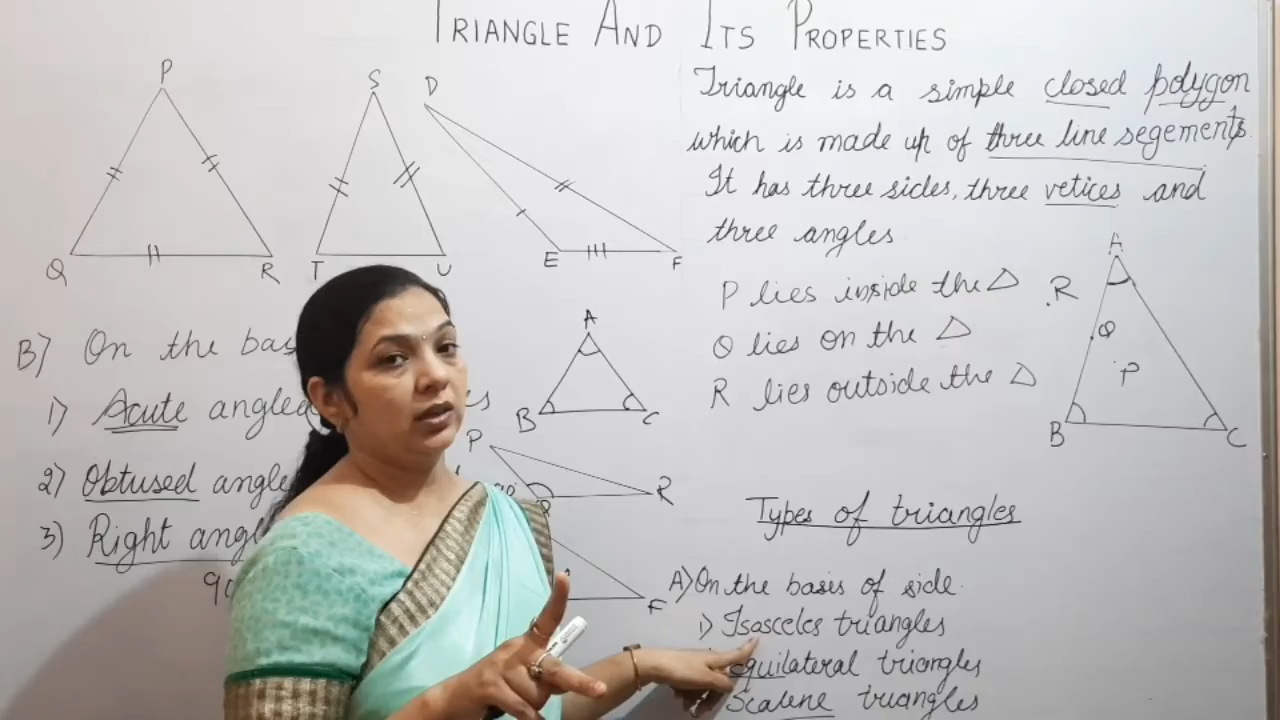 TRIANGLE AND ITS PROPERTIES
Triangle is a simple closed polygon
which is made up of three line segements.
It has three sides, three vetices and
three angles
P lies inside the △
Q lies on the △
R lies outside the △
A
.R
Q
P
B
C
Types of triangles
A) On the basis of side.
1) Isasceles triangles
equilateral triangles
Scalene triangles
P
Q
R
S
T
U
D
E
F
B) On the bas
1) Acute angled
2) Obtused angle
3) Right angl
A
B
C
P
R
F